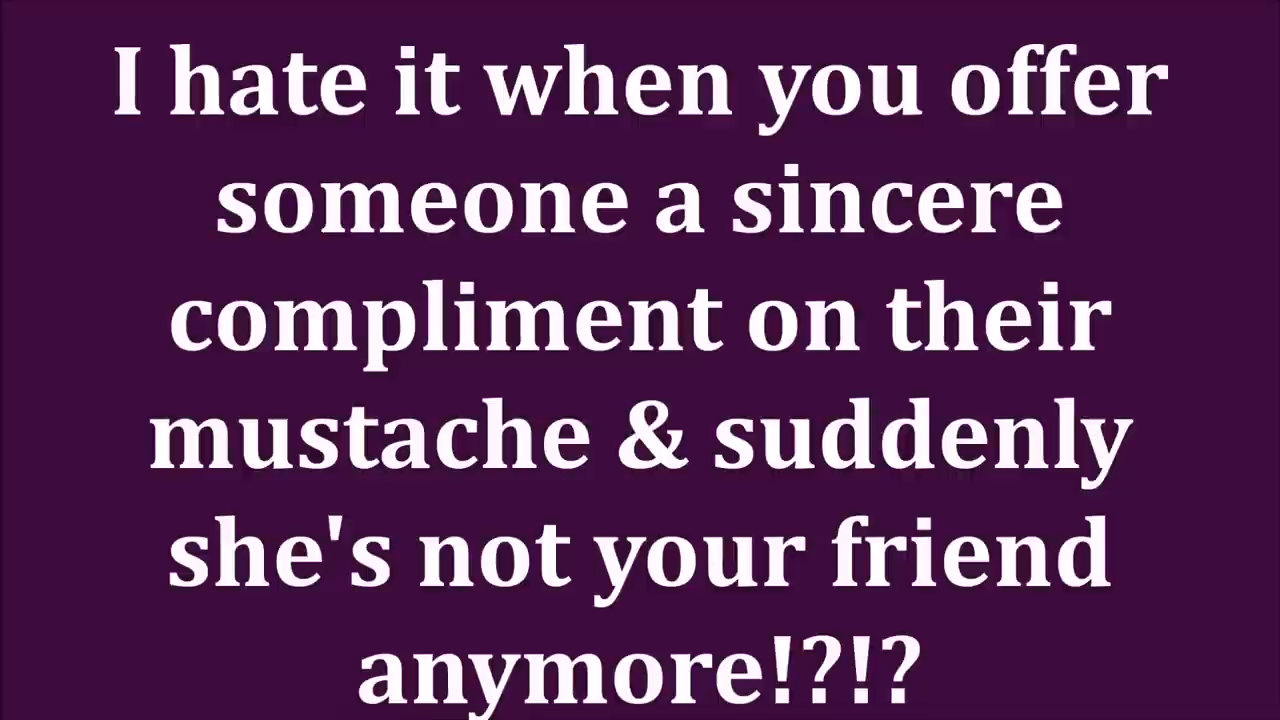 I hate it when you offer
someone a sincere
compliment on their
mustache & suddenly
she's not your friend
anymore!?!?